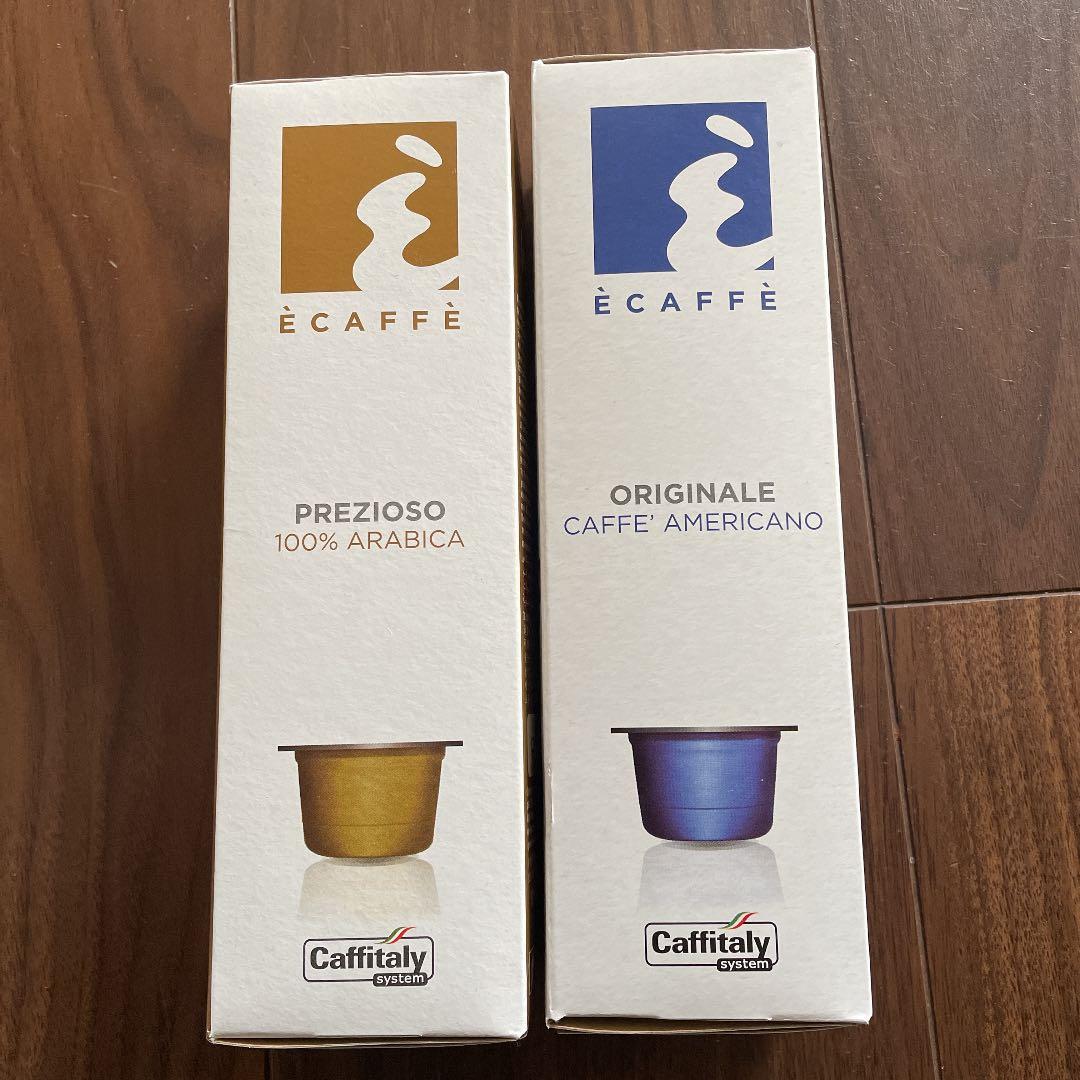 ÈCAFFÈ
PREZIOSO
100% ARABICA
Caffitaly
system
ÈCAFFÈ
ORIGINALE
CAFFE' AMERICANO
Caffitaly
system